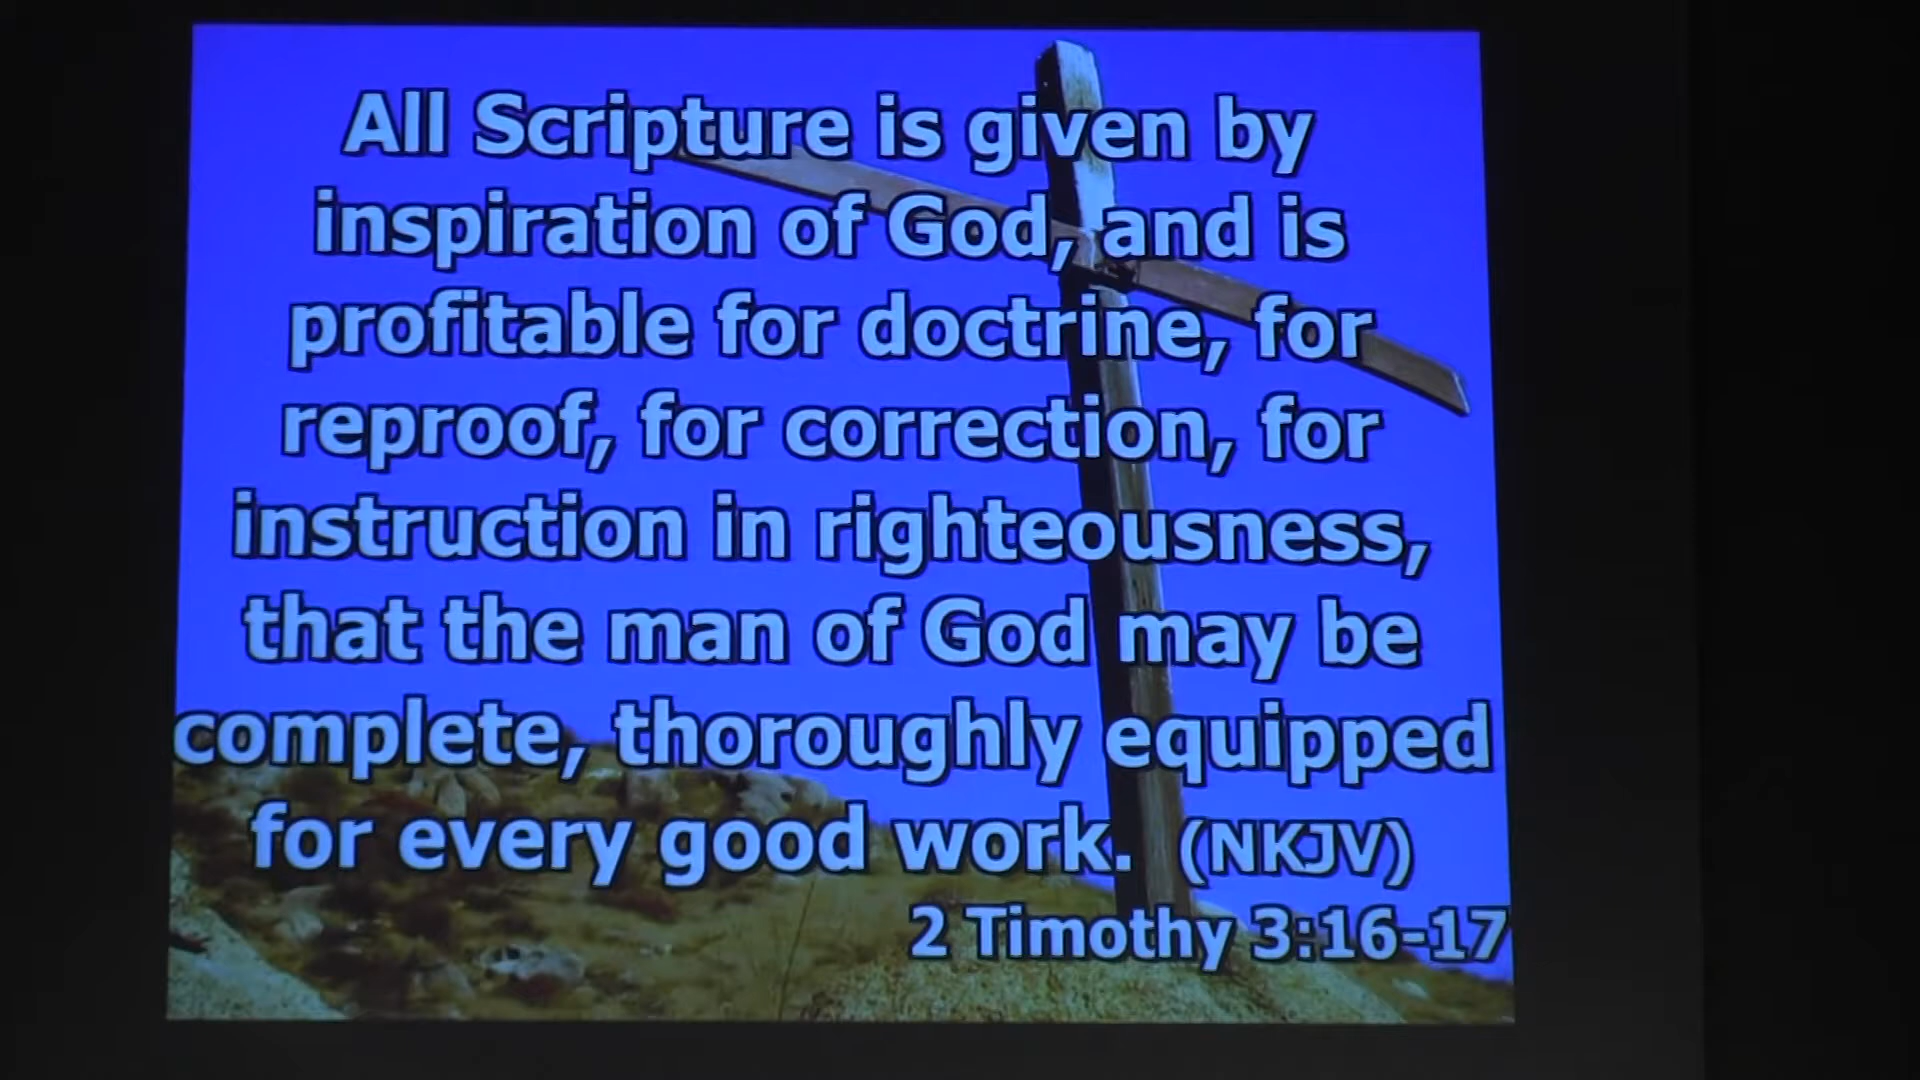 All Scripture is given by
inspiration of God, and is
profitable for doctrine, for
reproof, for correction, for
instruction in righteousness,
that the man of God may be
complete, thoroughly equipped
for every good work. (NKJV)
2 Timothy 3:16-17